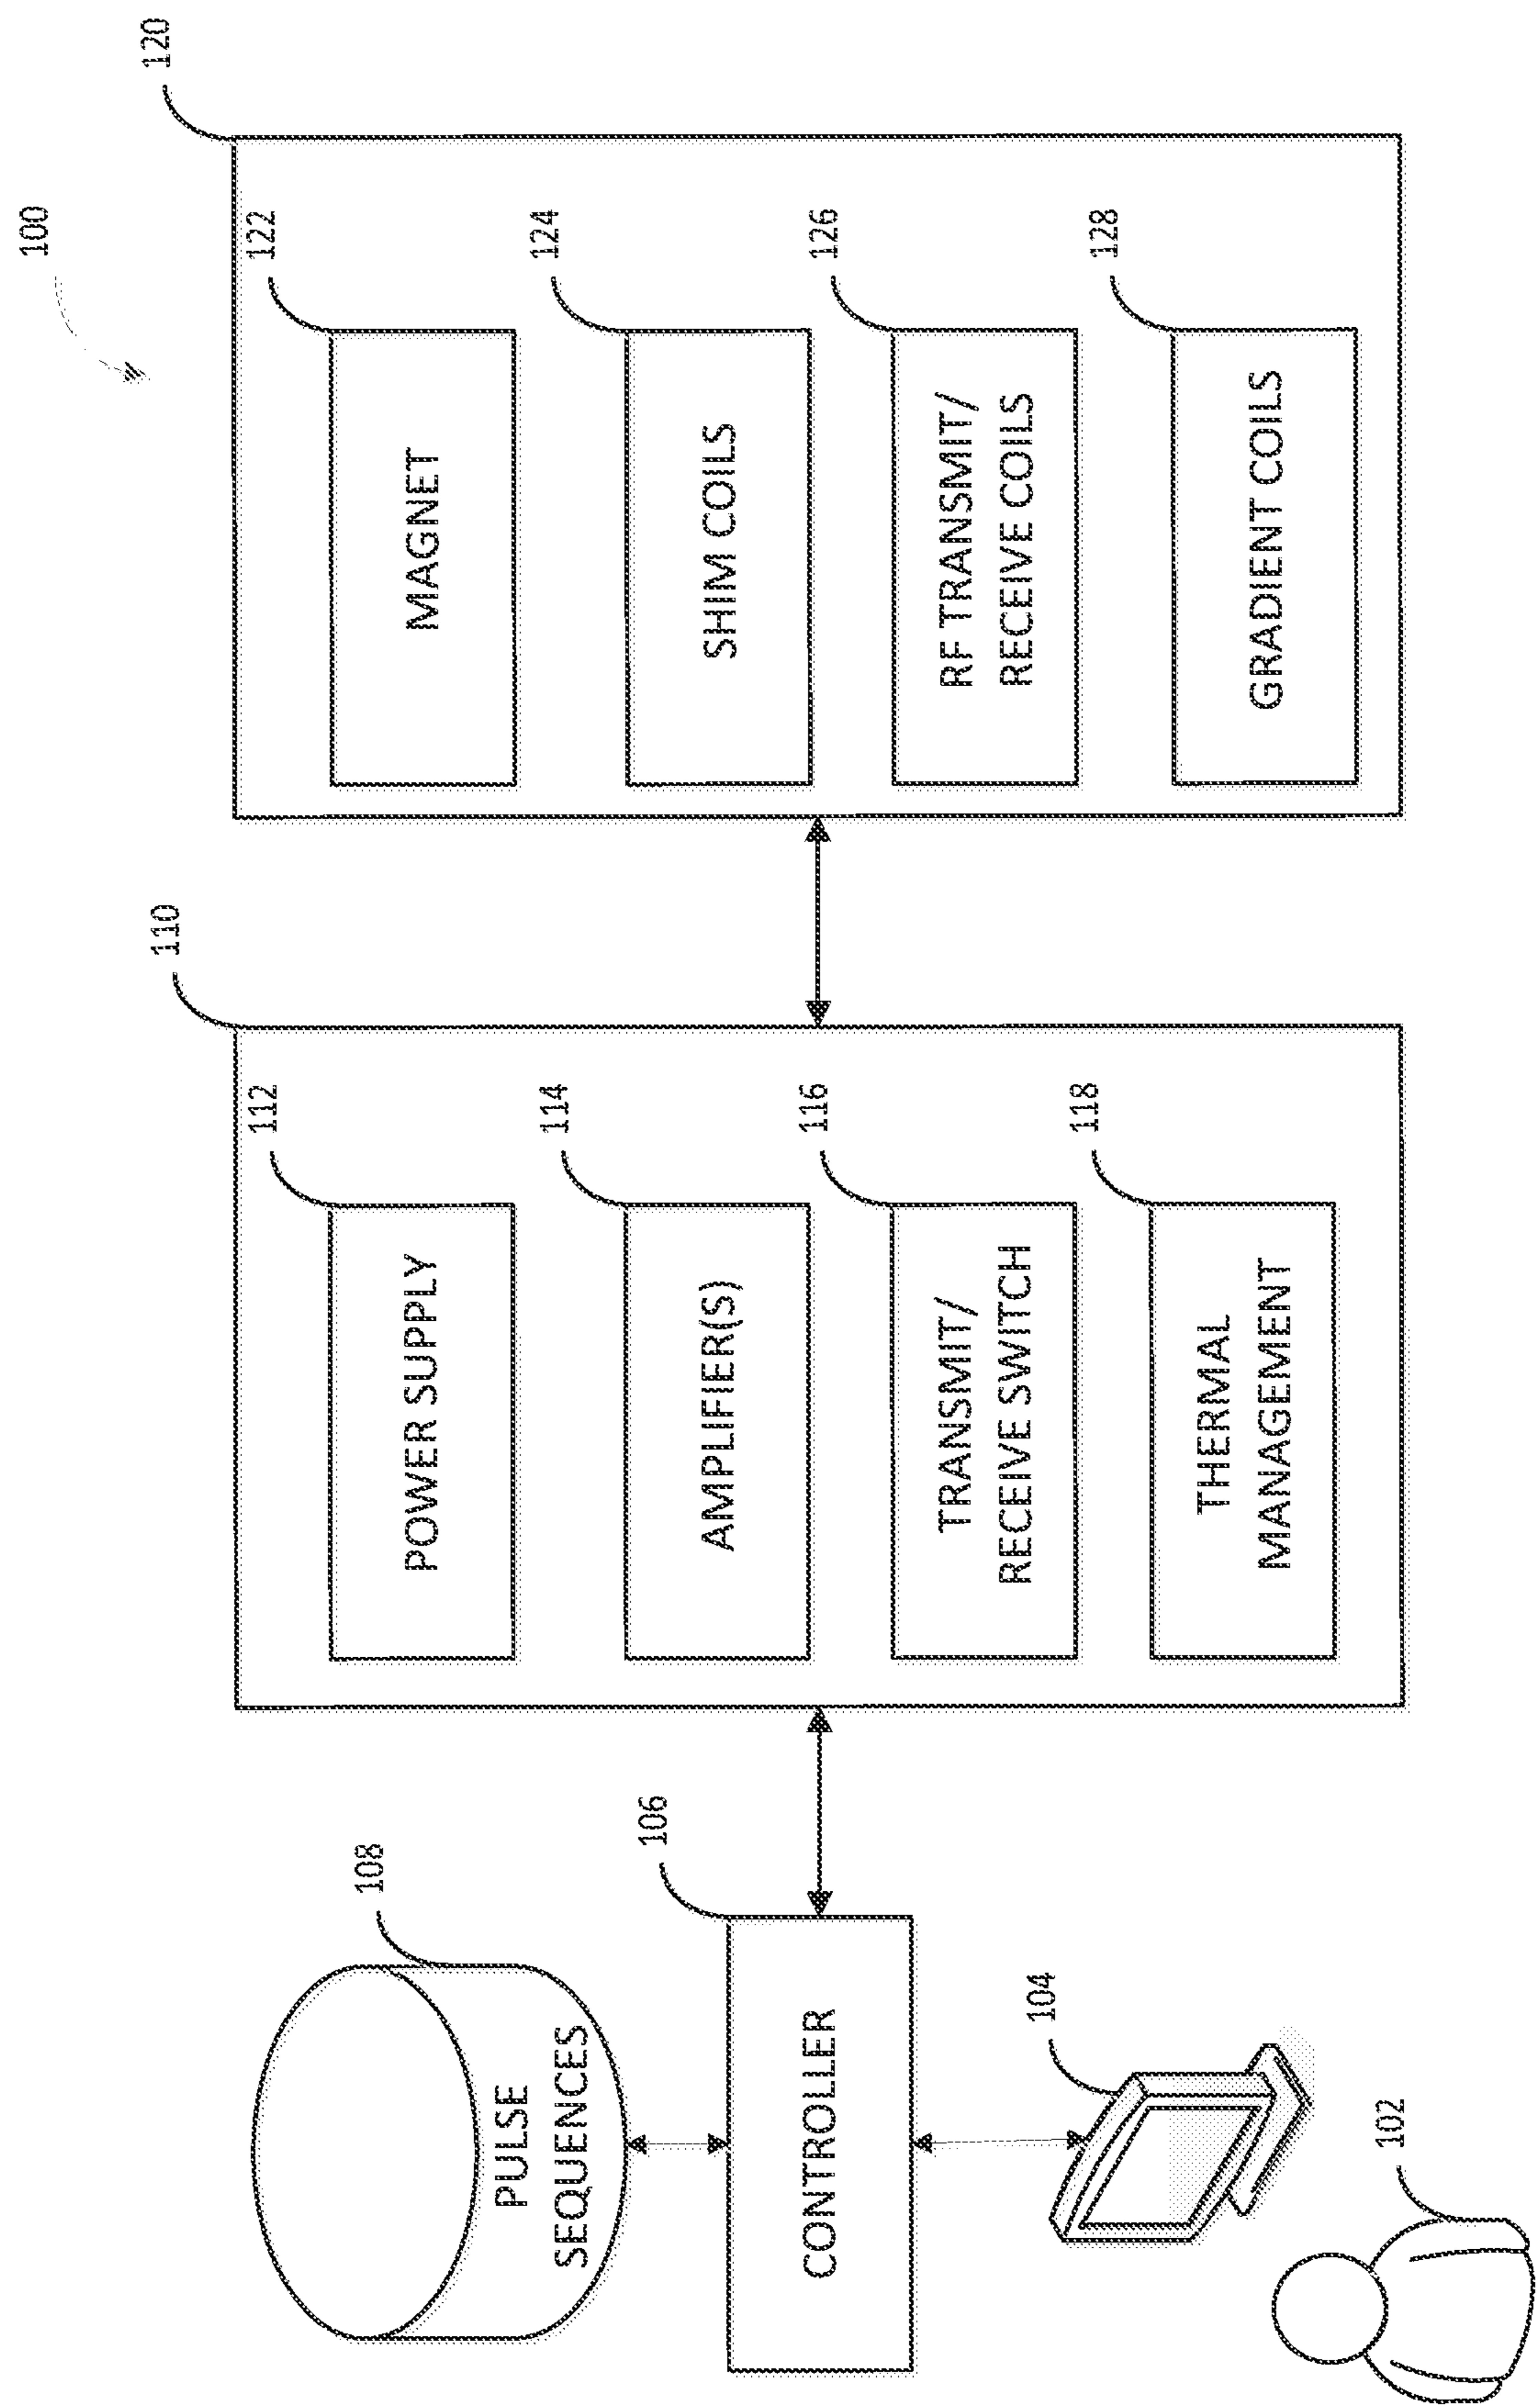 100
108
PULSE
SEQUENCES
106
CONTROLLER
104
102
110
112
POWER SUPPLY
114
AMPLIFIER(S)
116
TRANSMIT/
RECEIVE SWITCH
118
THERMAL
MANAGEMENT
120
122
MAGNET
124
SHIM COILS
126
RF TRANSMIT/
RECEIVE COILS
128
GRADIENT COILS